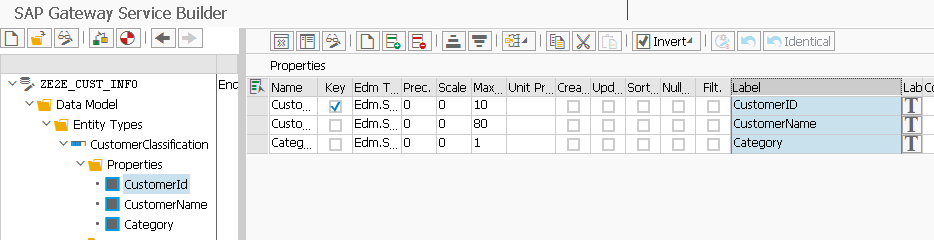 SAP Gateway Service Builder
Invert
Identical
ZE2E_CUST_INFO
End
Data Model
Entity Types
CustomerClassification
Properties
CustomerId
CustomerName
Category
Properties
Name Key Edm T... Prec. Scale Max... Unit Pr... Crea... Upd... Sort... Null... Filt. Label Lab Co
Custo... Edm.S... 0 0 10 CustomerID T
Custo... Edm.S... 0 0 80 CustomerName T
Categ... Edm.S... 0 0 1 Category T